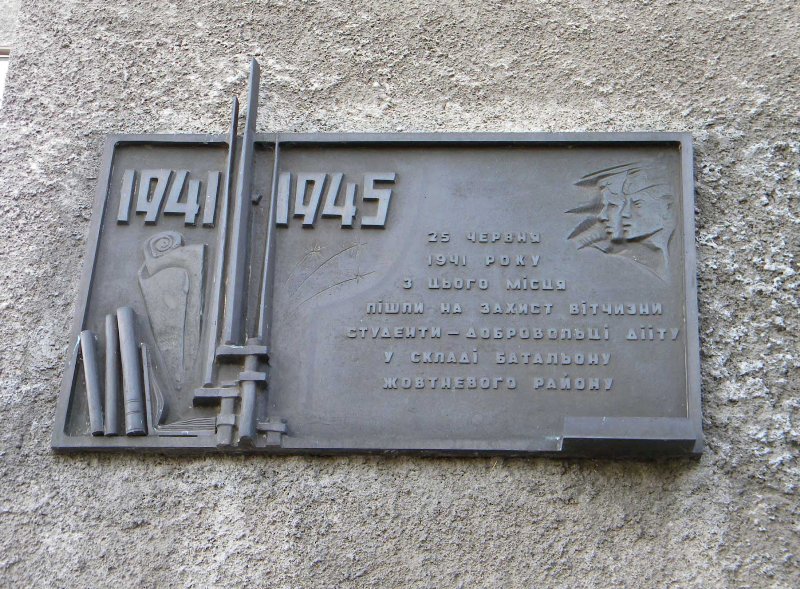 1941 1945
25 ЧЕРВНЯ
1941 РОКУ
З ЦЬОГО МІСЦЯ
ПІШЛИ НА ЗАХИСТ ВІТЧИЗНИ
СТУДЕНТИ — ДОБРОВОЛЬЦІ ДІІТУ
У СКЛАДІ БАТАЛЬОНУ
ЖОВТНЕВОГО РАЙОНУ